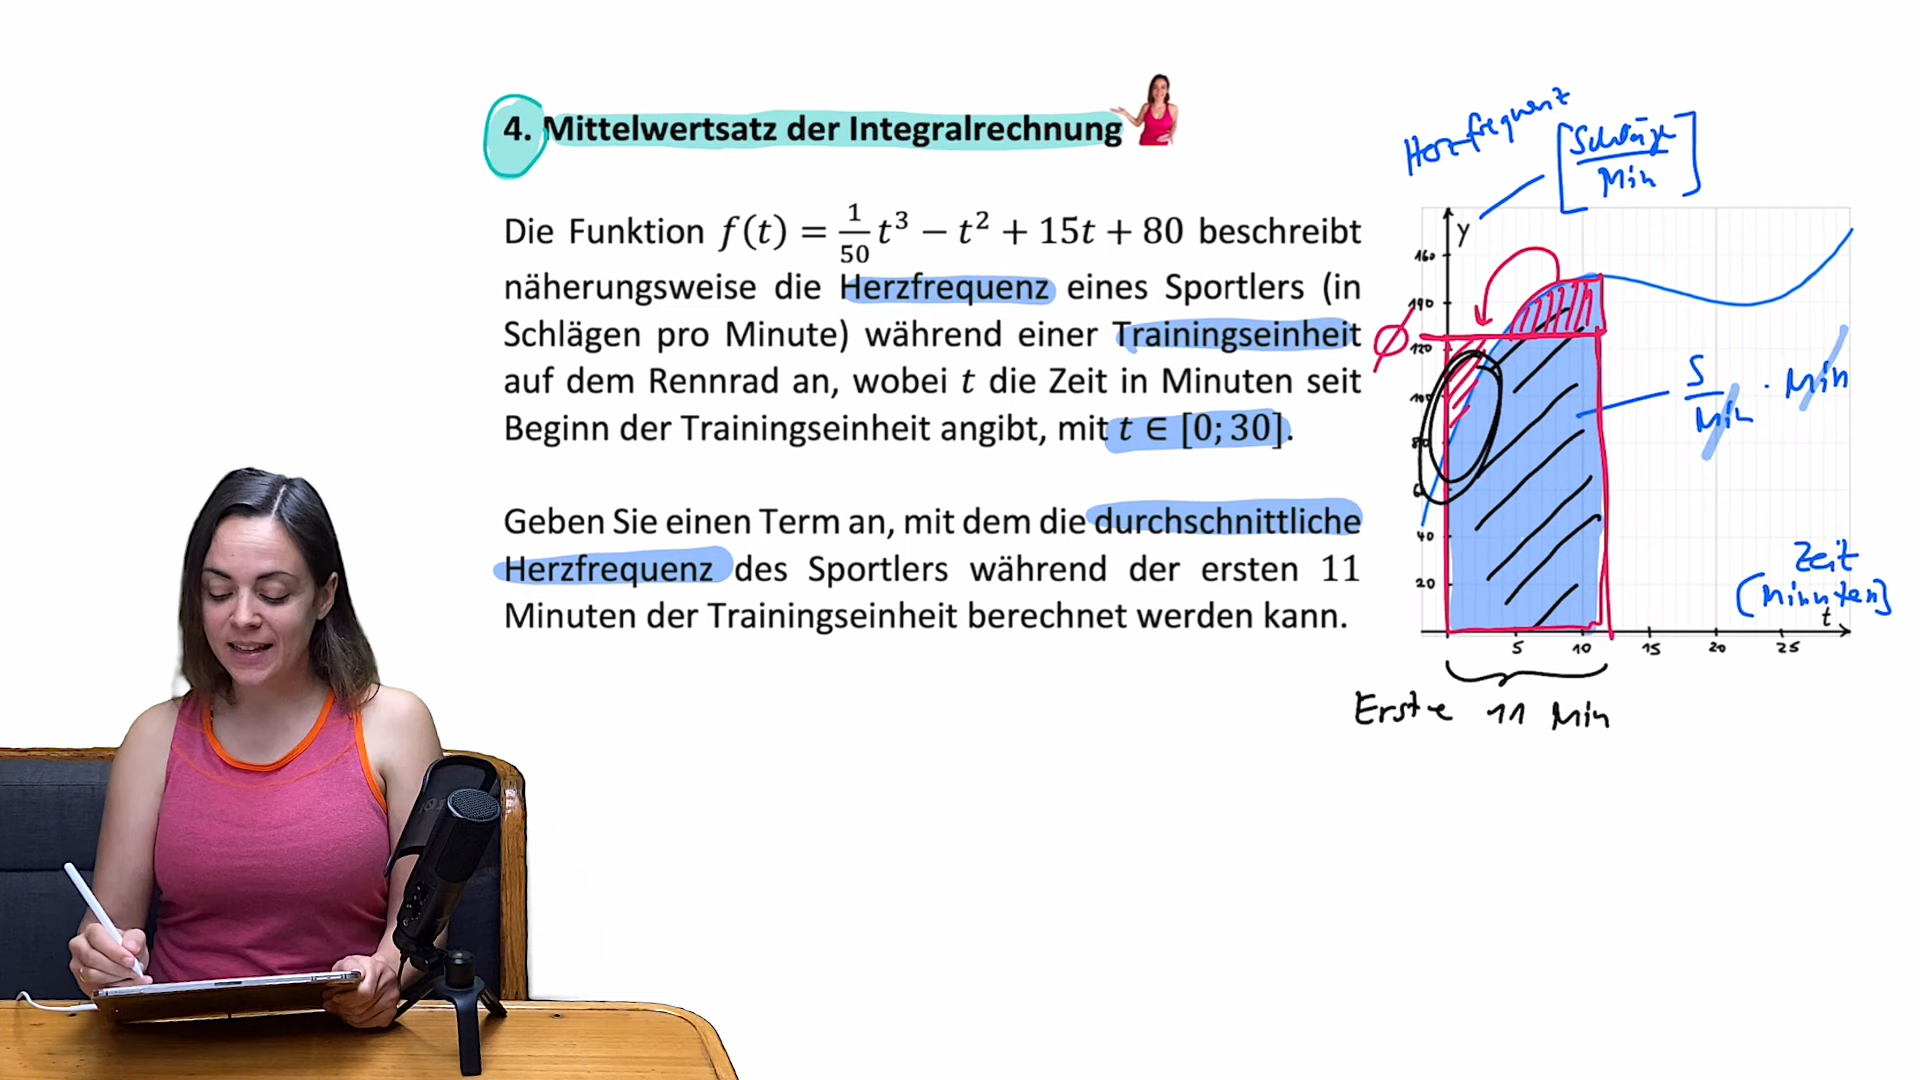 4. Mittelwertsatz der Integralrechnung
Die Funktion f(t) = 1/50 t³ − t² + 15t + 80 beschreibt
näherungsweise die Herzfrequenz eines Sportlers (in
Schlägen pro Minute) während einer Trainingseinheit
auf dem Rennrad an, wobei t die Zeit in Minuten seit
Beginn der Trainingseinheit angibt, mit t ∈ [0; 30].
Geben Sie einen Term an, mit dem die durchschnittliche
Herzfrequenz des Sportlers während der ersten 11
Minuten der Trainingseinheit berechnet werden kann.
Herzfrequenz
[Schläge/Min]
y
160
140
Ø
120
100
80
60
40
20
S/Min · Min
Zeit
[Minuten]
t
5 10 15 20 25
Erste 11 Min